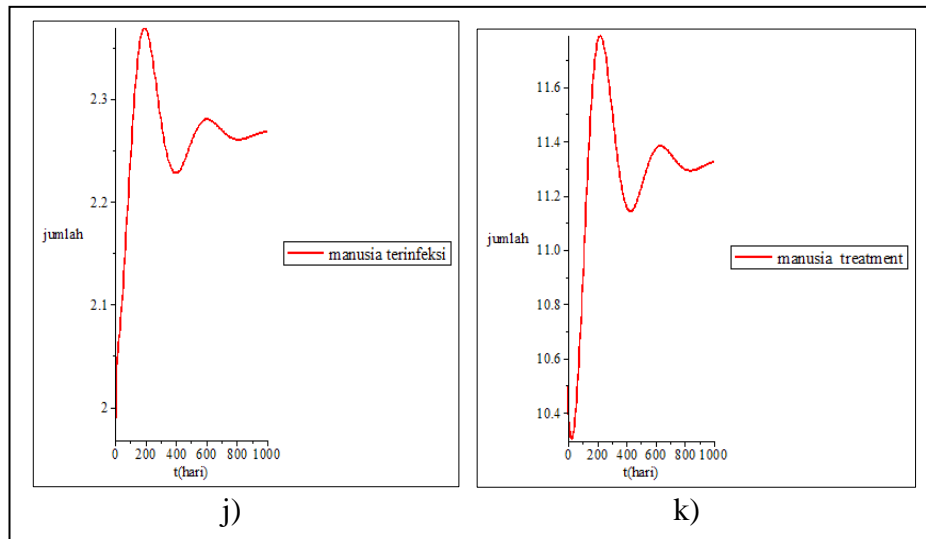 2.3
2.2
jumlah
manusia terinfeksi
2.1
2
0 200 400 600 800 1000
t(hari)
j)
11.6
11.4
11.2
jumlah
manusia treatment
11.0
10.8
10.6
10.4
0 200 400 600 800 1000
t(hari)
k)